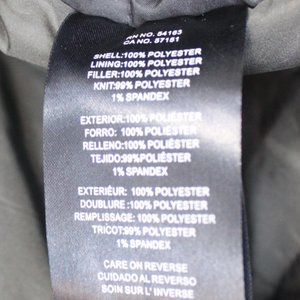 RN NO. 54163
CA NO. 57151
SHELL:100% POLYESTER
LINING:100% POLYESTER
FILLER:100% POLYESTER
KNIT:99% POLYESTER
1% SPANDEX
EXTERIOR:100% POLIÉSTER
FORRO :100% POLIÉSTER
RELLENO:100% POLIÉSTER
TEJIDO:99%POLIÉSTER
1% SPANDEX
EXTERIEUR: 100% POLYESTER
DOUBLURE :100% POLYESTER
REMPLISSAGE: 100% POLYESTER
TRICOT:99% POLYESTER
1% SPANDEX
CARE ON REVERSE
CUIDADO AL REVERSO
SOIN SUR L' INVERSE